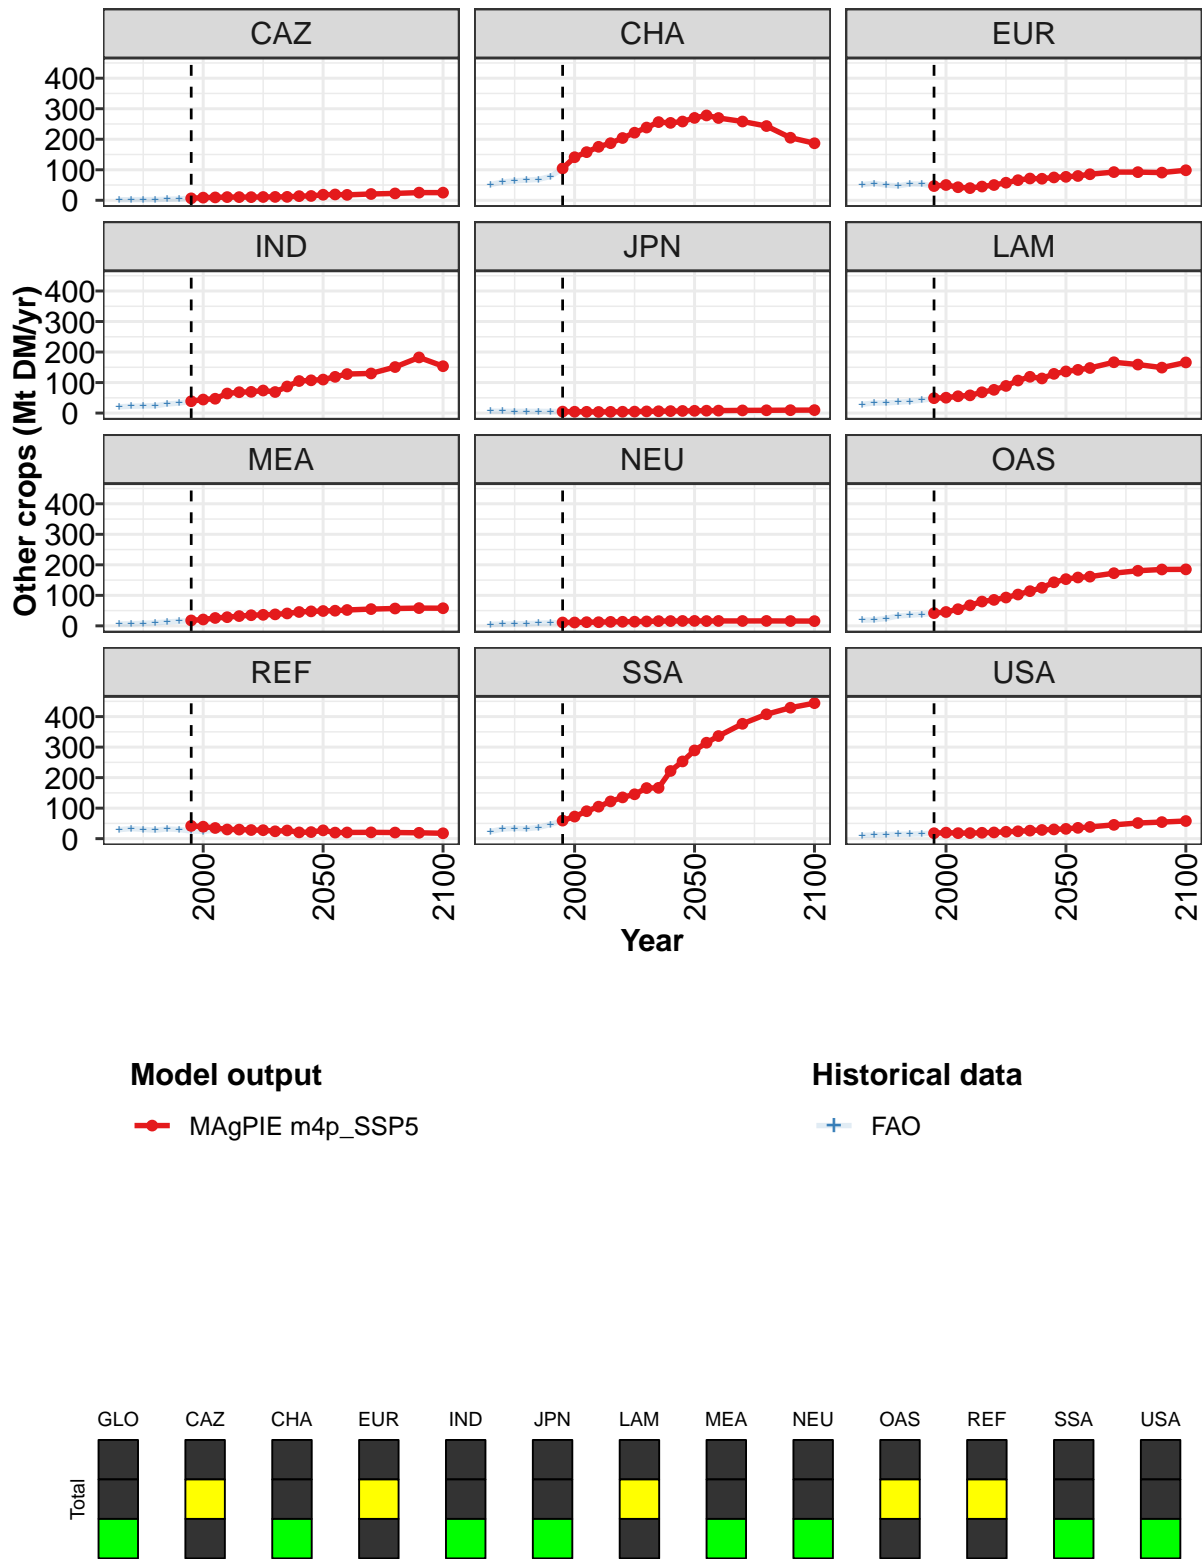 CAZ CHA EUR
400
300
200
100
0
IND JPN LAM
400
300
200
100
0
MEA NEU OAS
400
300
200
100
0
REF SSA USA
400
300
200
100
0
Other crops (Mt DM/yr)
2000 2050 2100 2000 2050 2100 2000 2050 2100
Year
Model output Historical data
MAgPIE m4p_SSP5 FAO
GLO CAZ CHA EUR IND JPN LAM MEA NEU OAS REF SSA USA
Total